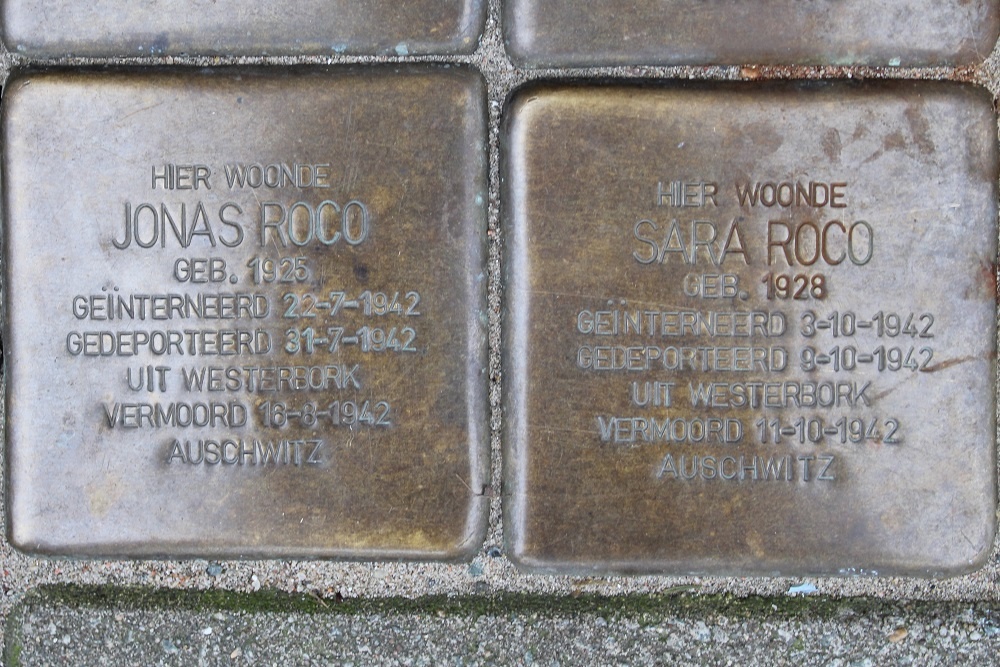 HIER WOONDE
JONAS ROCO
GEB. 1925
GEÏNTERNEERD 22-7-1942
GEDEPORTEERD 31-7-1942
UIT WESTERBORK
VERMOORD 16-8-1942
AUSCHWITZ
HIER WOONDE
SARA ROCO
GEB. 1928
GEÏNTERNEERD 3-10-1942
GEDEPORTEERD 9-10-1942
UIT WESTERBORK
VERMOORD 11-10-1942
AUSCHWITZ